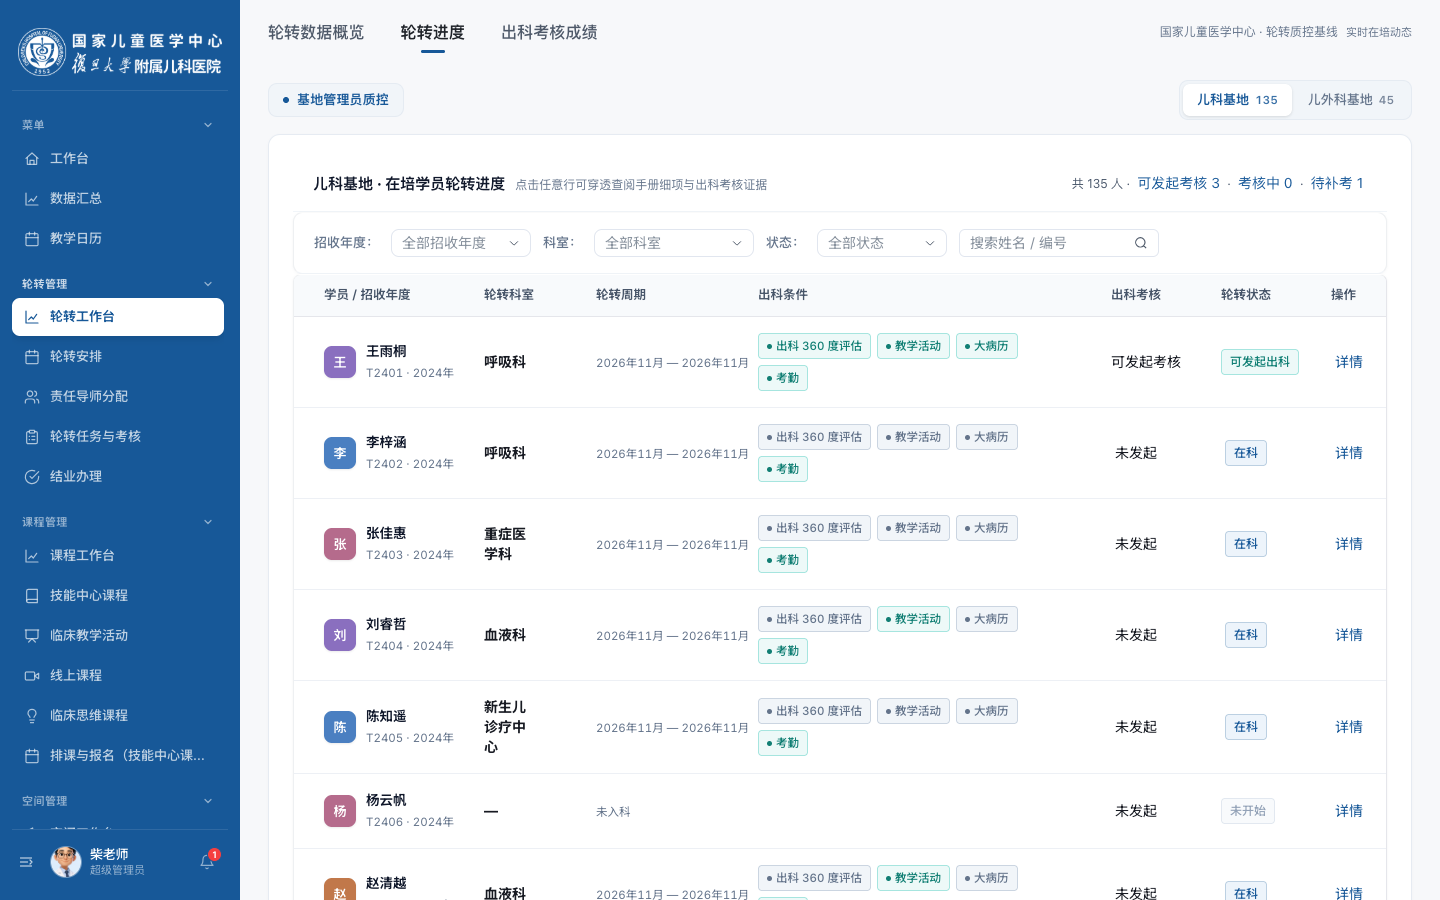 国家儿童医学中心
復旦大学附属儿科医院
1952
菜单
工作台
数据汇总
教学日历
轮转管理
轮转工作台
轮转安排
责任导师分配
轮转任务与考核
结业办理
课程管理
课程工作台
技能中心课程
临床教学活动
线上课程
临床思维课程
排课与报名（技能中心课...
空间管理
柴老师
超级管理员
1
轮转数据概览 轮转进度 出科考核成绩
国家儿童医学中心 · 轮转质控基线 实时在培动态
基地管理员质控
儿科基地 135 儿外科基地 45
儿科基地 · 在培学员轮转进度 点击任意行可穿透查阅手册细项与出科考核证据
共 135 人 · 可发起考核 3 · 考核中 0 · 待补考 1
招收年度： 全部招收年度 科室： 全部科室 状态： 全部状态 搜索姓名 / 编号
学员 / 招收年度 轮转科室 轮转周期 出科条件 出科考核 轮转状态 操作
王 王雨桐 T2401 · 2024年 呼吸科 2026年11月 — 2026年11月 出科 360 度评估 教学活动 大病历 考勤 可发起考核 可发起出科 详情
李 李梓涵 T2402 · 2024年 呼吸科 2026年11月 — 2026年11月 出科 360 度评估 教学活动 大病历 考勤 未发起 在科 详情
张 张佳惠 T2403 · 2024年 重症医学科 2026年11月 — 2026年11月 出科 360 度评估 教学活动 大病历 考勤 未发起 在科 详情
刘 刘睿哲 T2404 · 2024年 血液科 2026年11月 — 2026年11月 出科 360 度评估 教学活动 大病历 考勤 未发起 在科 详情
陈 陈知遥 T2405 · 2024年 新生儿诊疗中心 2026年11月 — 2026年11月 出科 360 度评估 教学活动 大病历 考勤 未发起 在科 详情
杨 杨云帆 T2406 · 2024年 — 未入科 未发起 未开始 详情
赵 赵清越 血液科 2026年11月 — 2026年11月 出科 360 度评估 教学活动 大病历 未发起 在科 详情